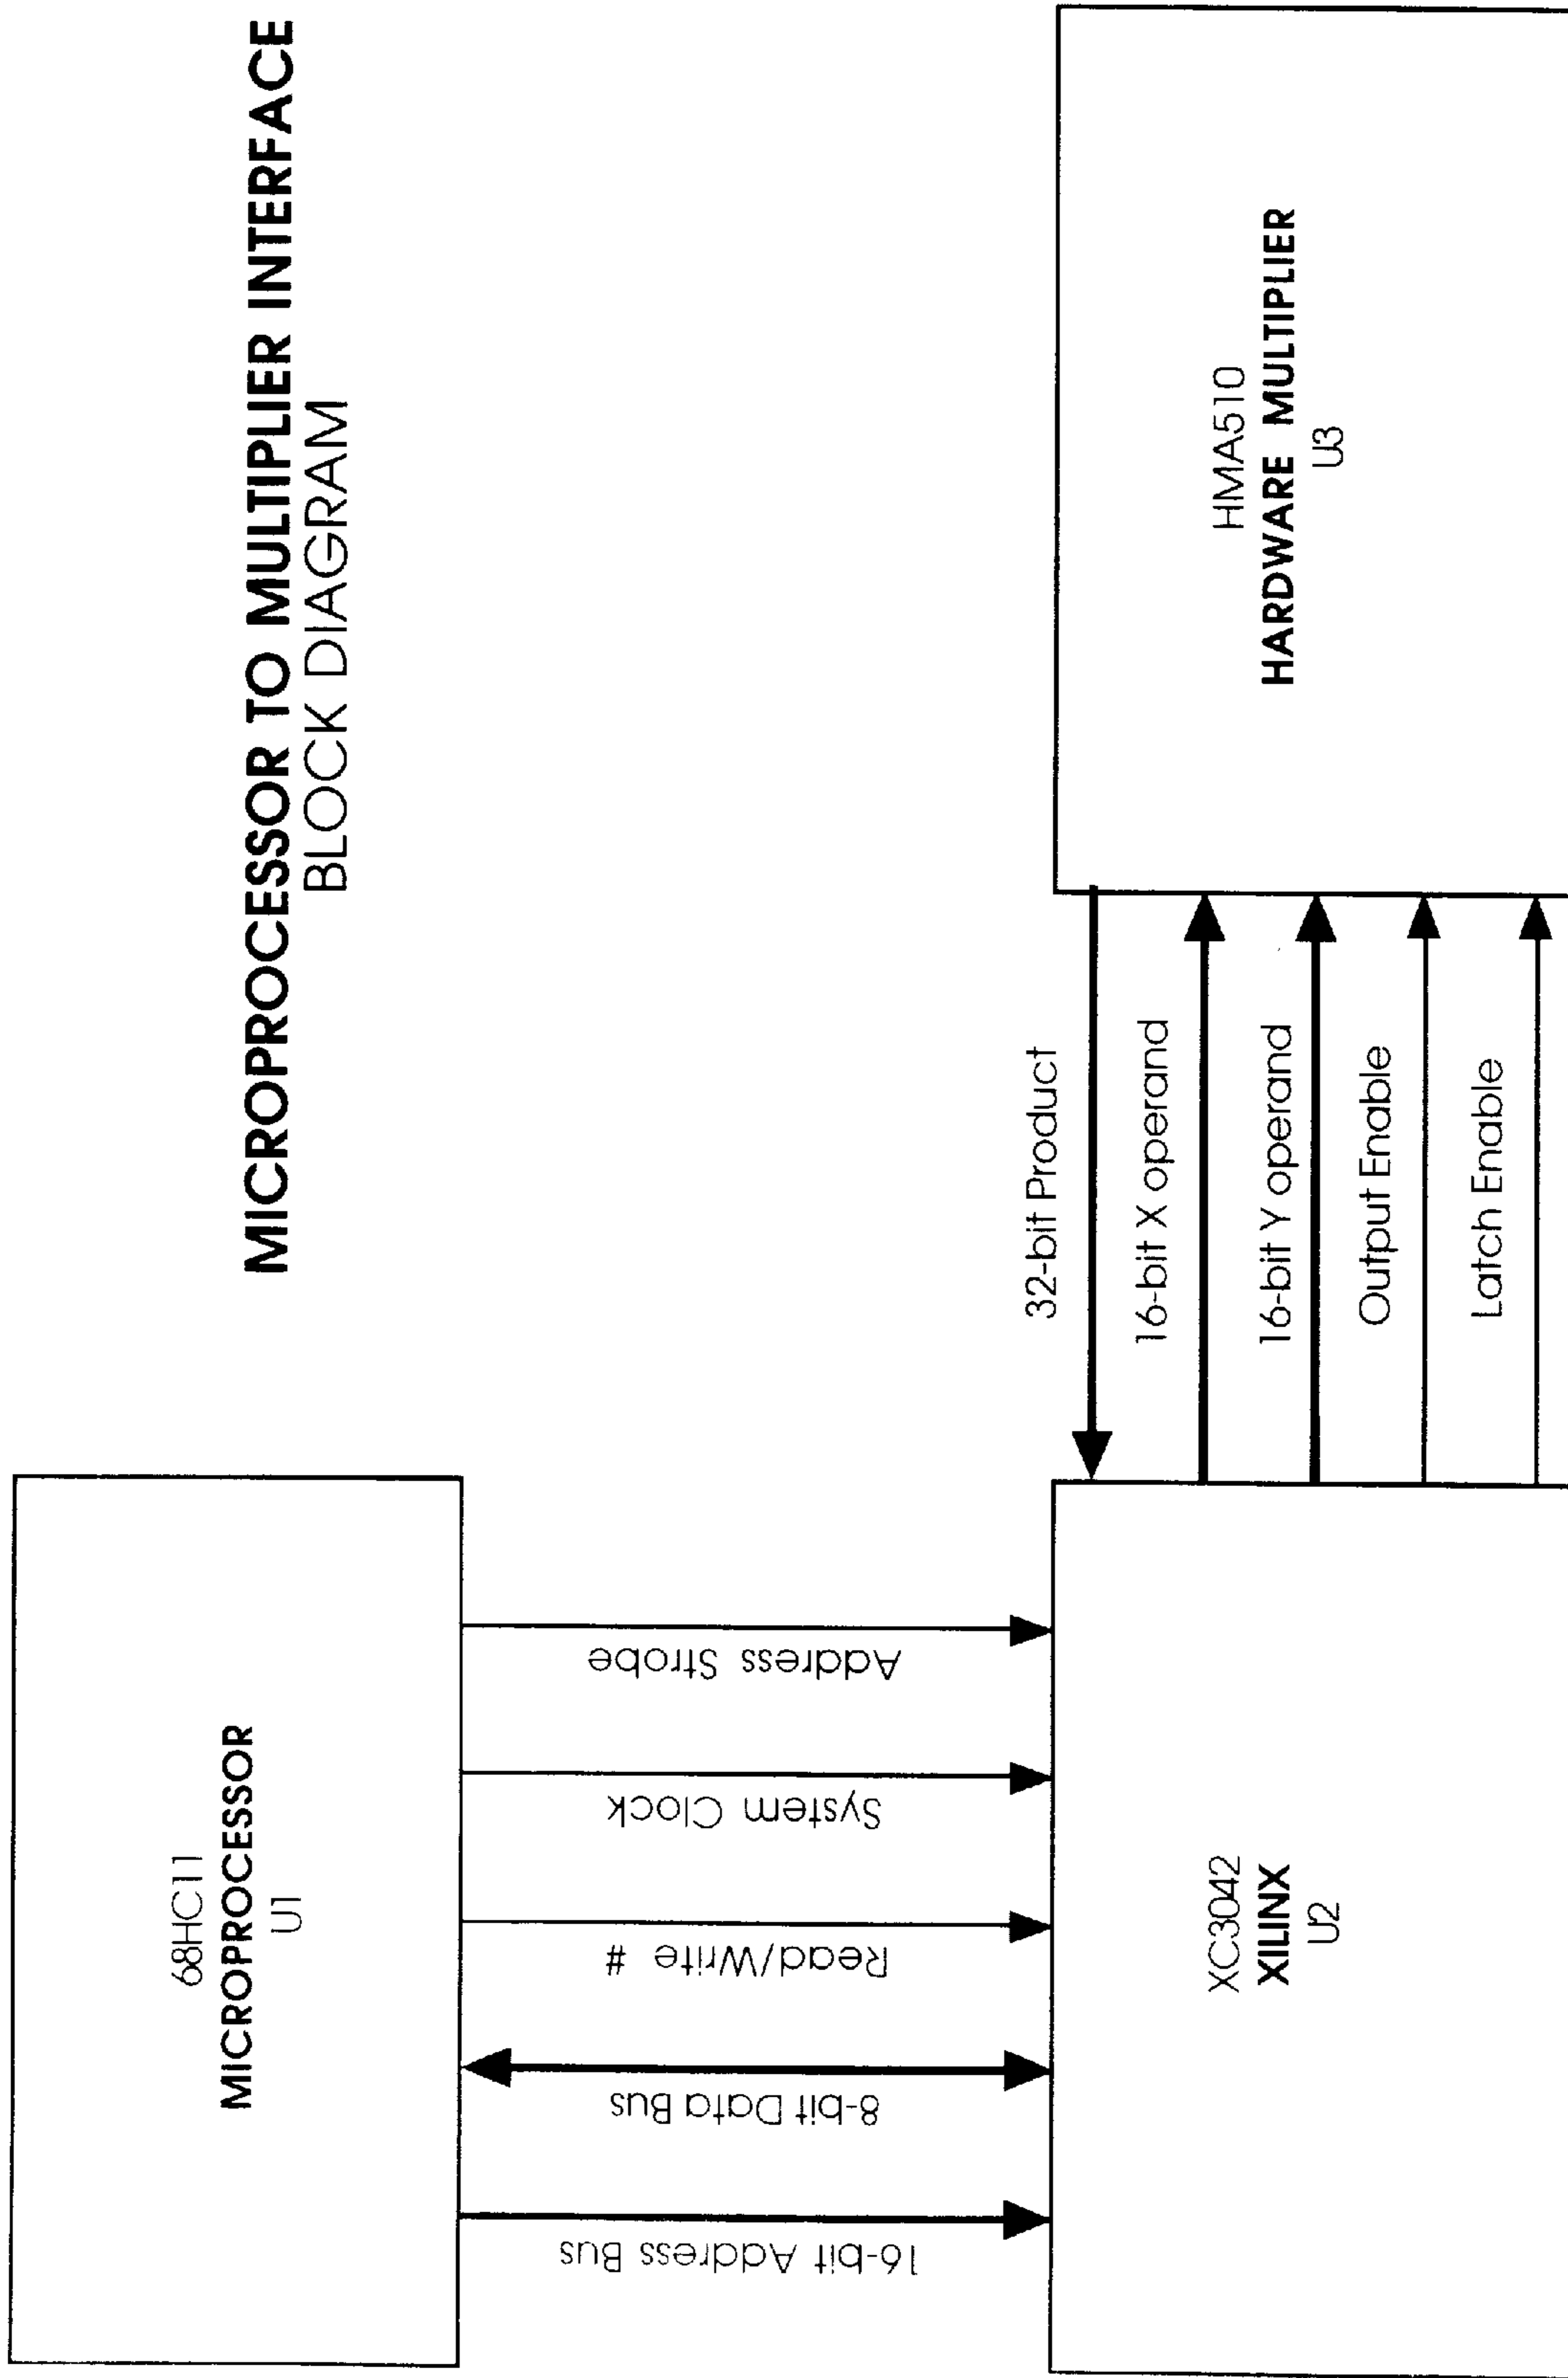 MICROPROCESSOR TO MULTIPLIER INTERFACE
BLOCK DIAGRAM
68HC11
MICROPROCESSOR
U1
16-bit Address Bus
8-bit Data Bus
Read/Write #
System Clock
Address Strobe
XC3042
XILINX
U2
32-bit Product
16-bit X operand
16-bit Y operand
Output Enable
Latch Enable
HMA510
HARDWARE MULTIPLIER
U3